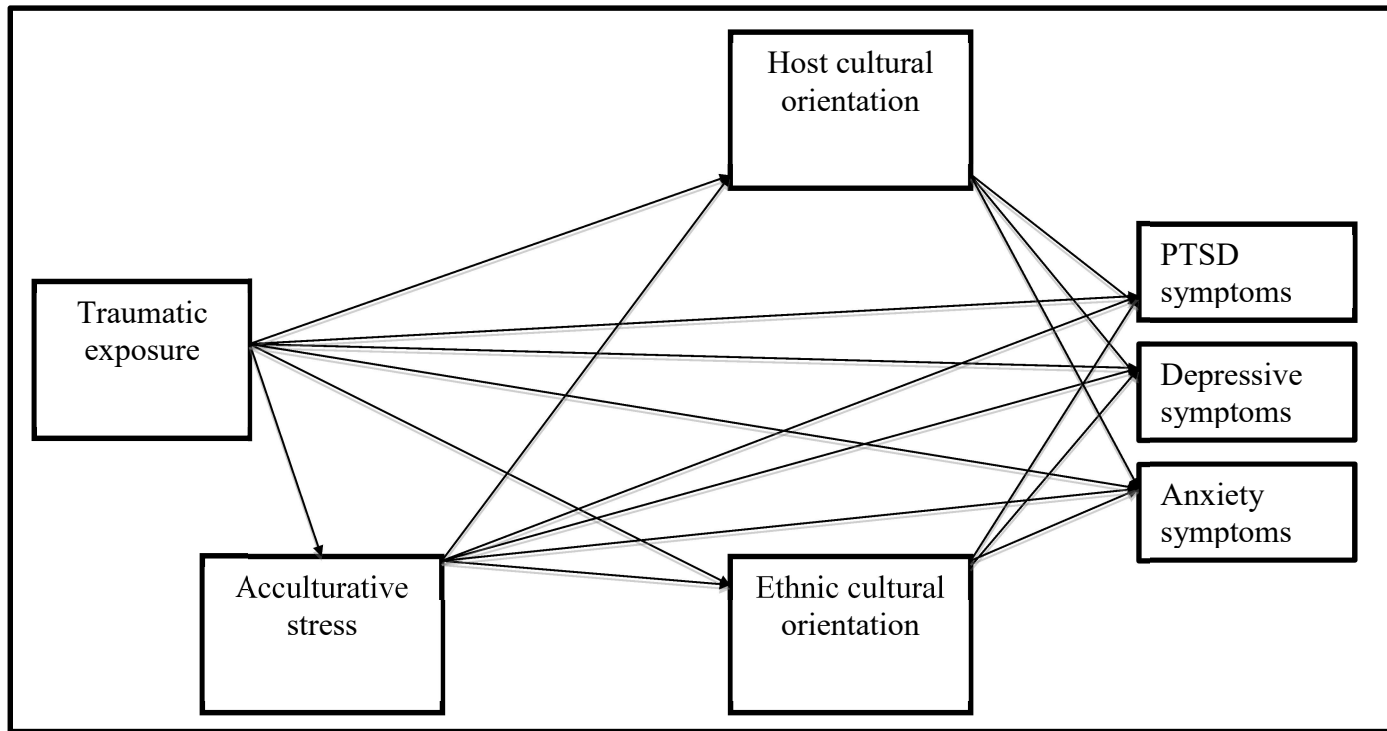 Host cultural
orientation
PTSD
symptoms
Traumatic
exposure
Depressive
symptoms
Anxiety
symptoms
Acculturative
stress
Ethnic cultural
orientation